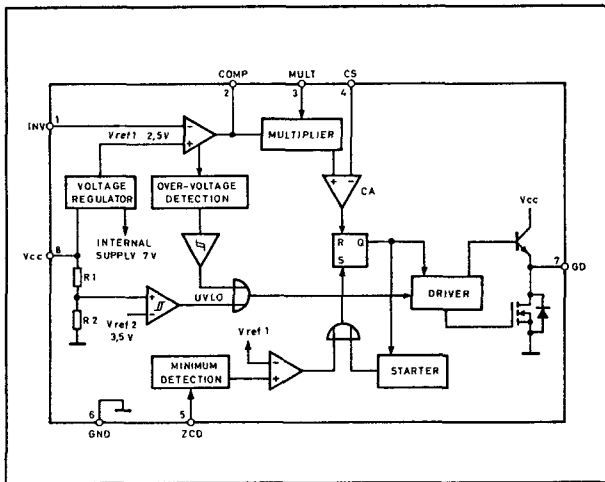 COMP MULT CS
2 3 4
INV 1
Vref1 2,5V
- +
MULTIPLIER
+ -
CA
VOLTAGE REGULATOR
OVER-VOLTAGE DETECTION
INTERNAL SUPPLY 7V
Vcc 8
R1
R2
+ -
Vref 2
3,5 V
UVLO
R Q
S
DRIVER
Vcc
7 GD
Vref 1
- +
MINIMUM DETECTION
STARTER
6
GND
5
ZCD